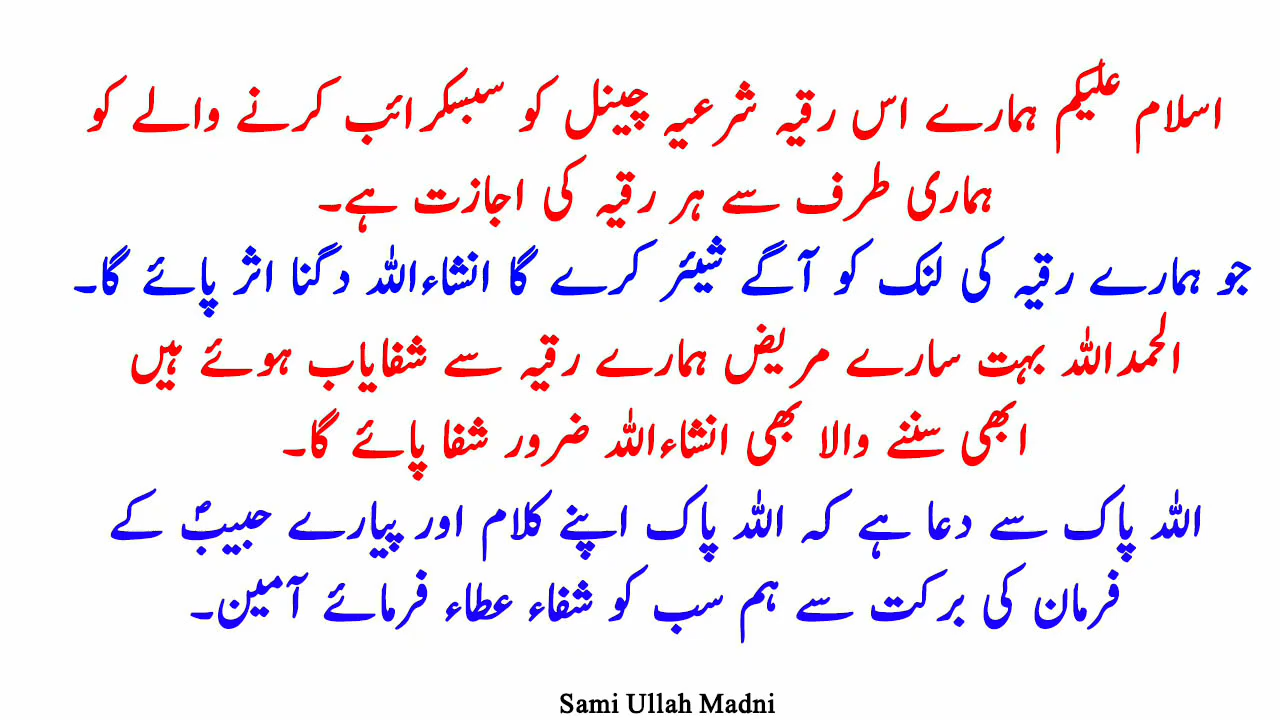 اسلام علیکم ہمارے اس رقیہ شرعیہ چینل کو سبسکرائب کرنے والے کو
ہماری طرف سے ہر رقیہ کی اجازت ہے۔
جو ہمارے رقیہ کی لنک کو آگے شیئر کرے گا انشاءاللہ دگنا اثر پائے گا۔
الحمداللہ بہت سارے مریض ہمارے رقیہ سے شفایاب ہوئے ہیں
ابھی سننے والا بھی انشاءاللہ ضرور شفا پائے گا۔
اللہ پاک سے دعا ہے کہ اللہ پاک اپنے کلام اور پیارے حبیبؐ کے
فرمان کی برکت سے ہم سب کو شفاء عطاء فرمائے آمین۔
Sami Ullah Madni